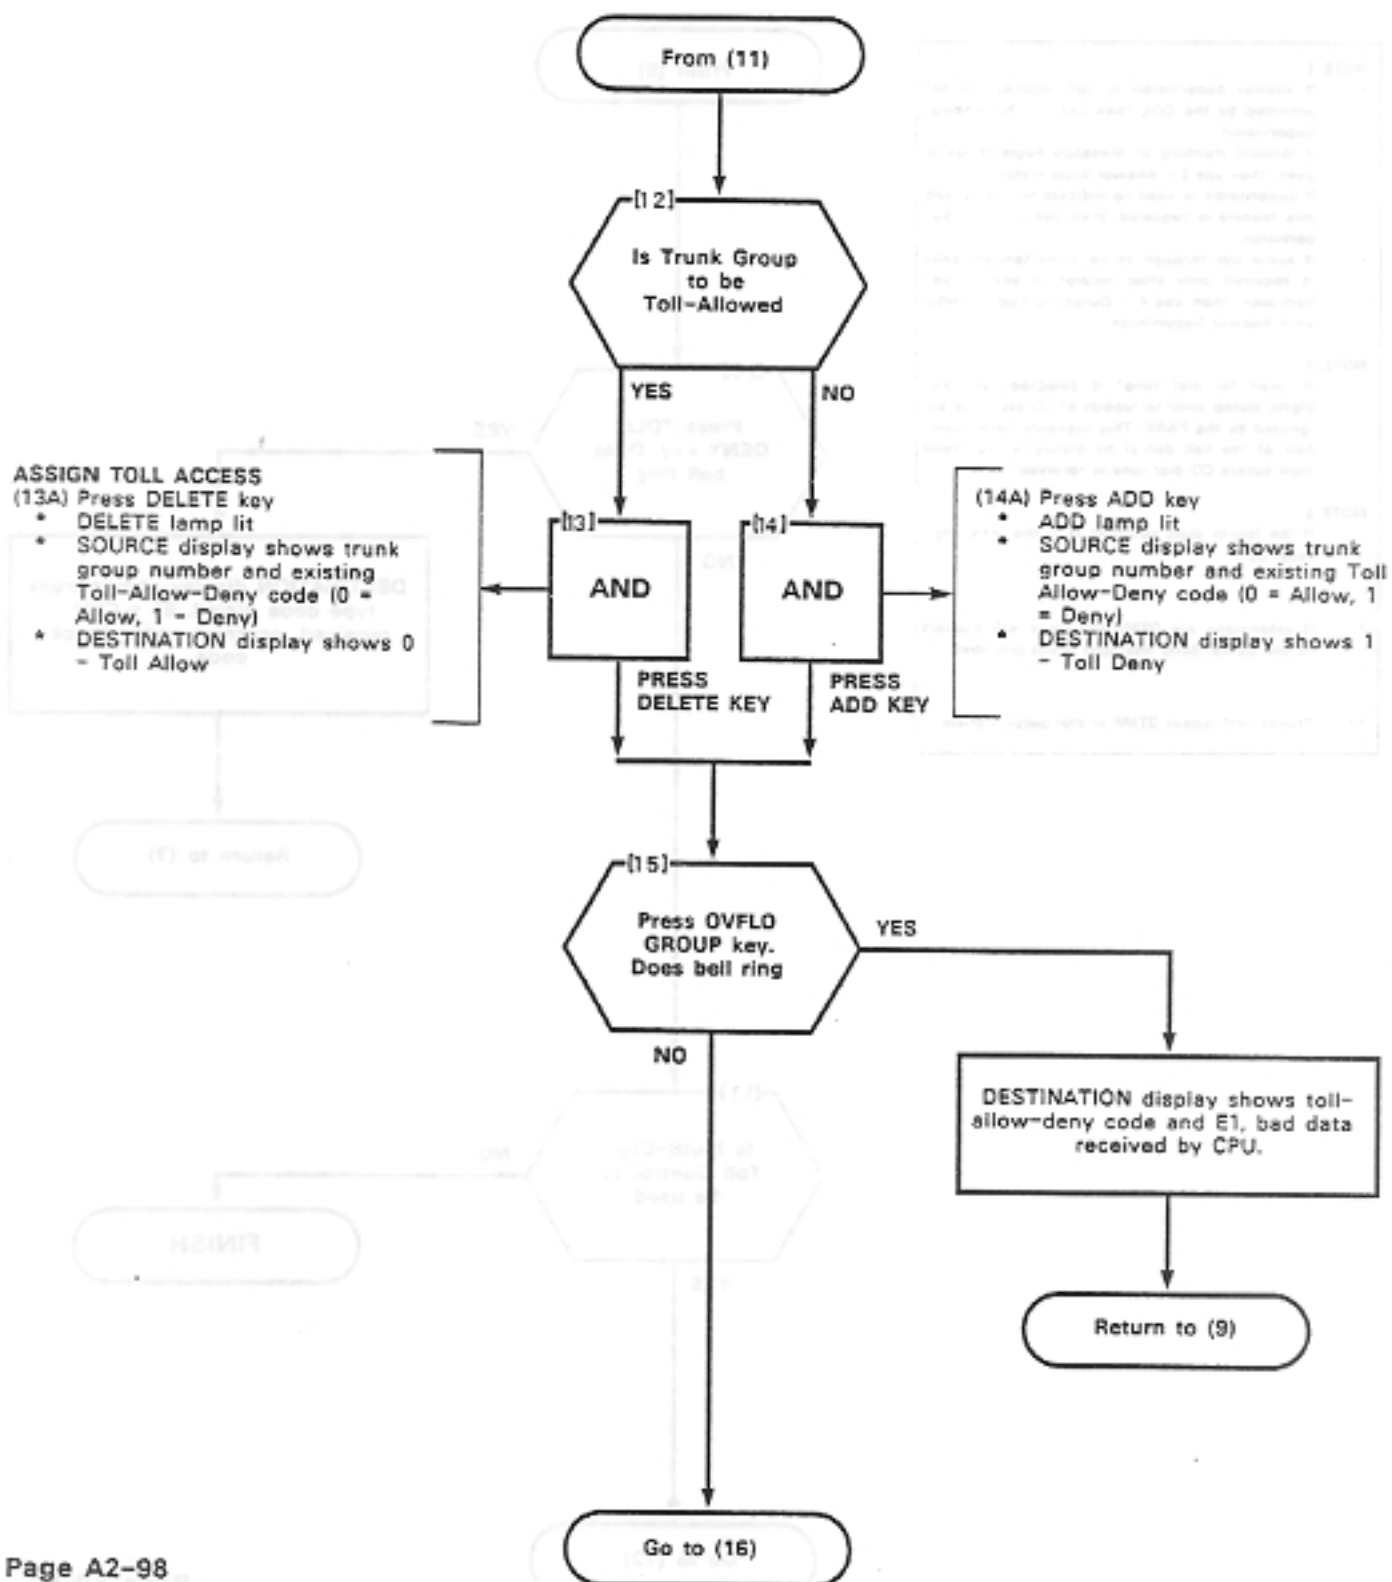 From (11)
[12]
Is Trunk Group
to be
Toll-Allowed
YES
NO
ASSIGN TOLL ACCESS
(13A) Press DELETE key
* DELETE lamp lit
* SOURCE display shows trunk
group number and existing
Toll-Allow-Deny code (0 =
Allow, 1 - Deny)
* DESTINATION display shows 0
- Toll Allow
[13]
AND
[14]
AND
(14A) Press ADD key
* ADD lamp lit
* SOURCE display shows trunk
group number and existing Toll
Allow-Deny code (0 = Allow, 1
= Deny)
* DESTINATION display shows 1
- Toll Deny
PRESS
DELETE KEY
PRESS
ADD KEY
[15]
Press OVFLO
GROUP key.
Does bell ring
YES
NO
DESTINATION display shows toll-
allow-deny code and E1, bad data
received by CPU.
Return to (9)
Go to (16)
Page A2-98